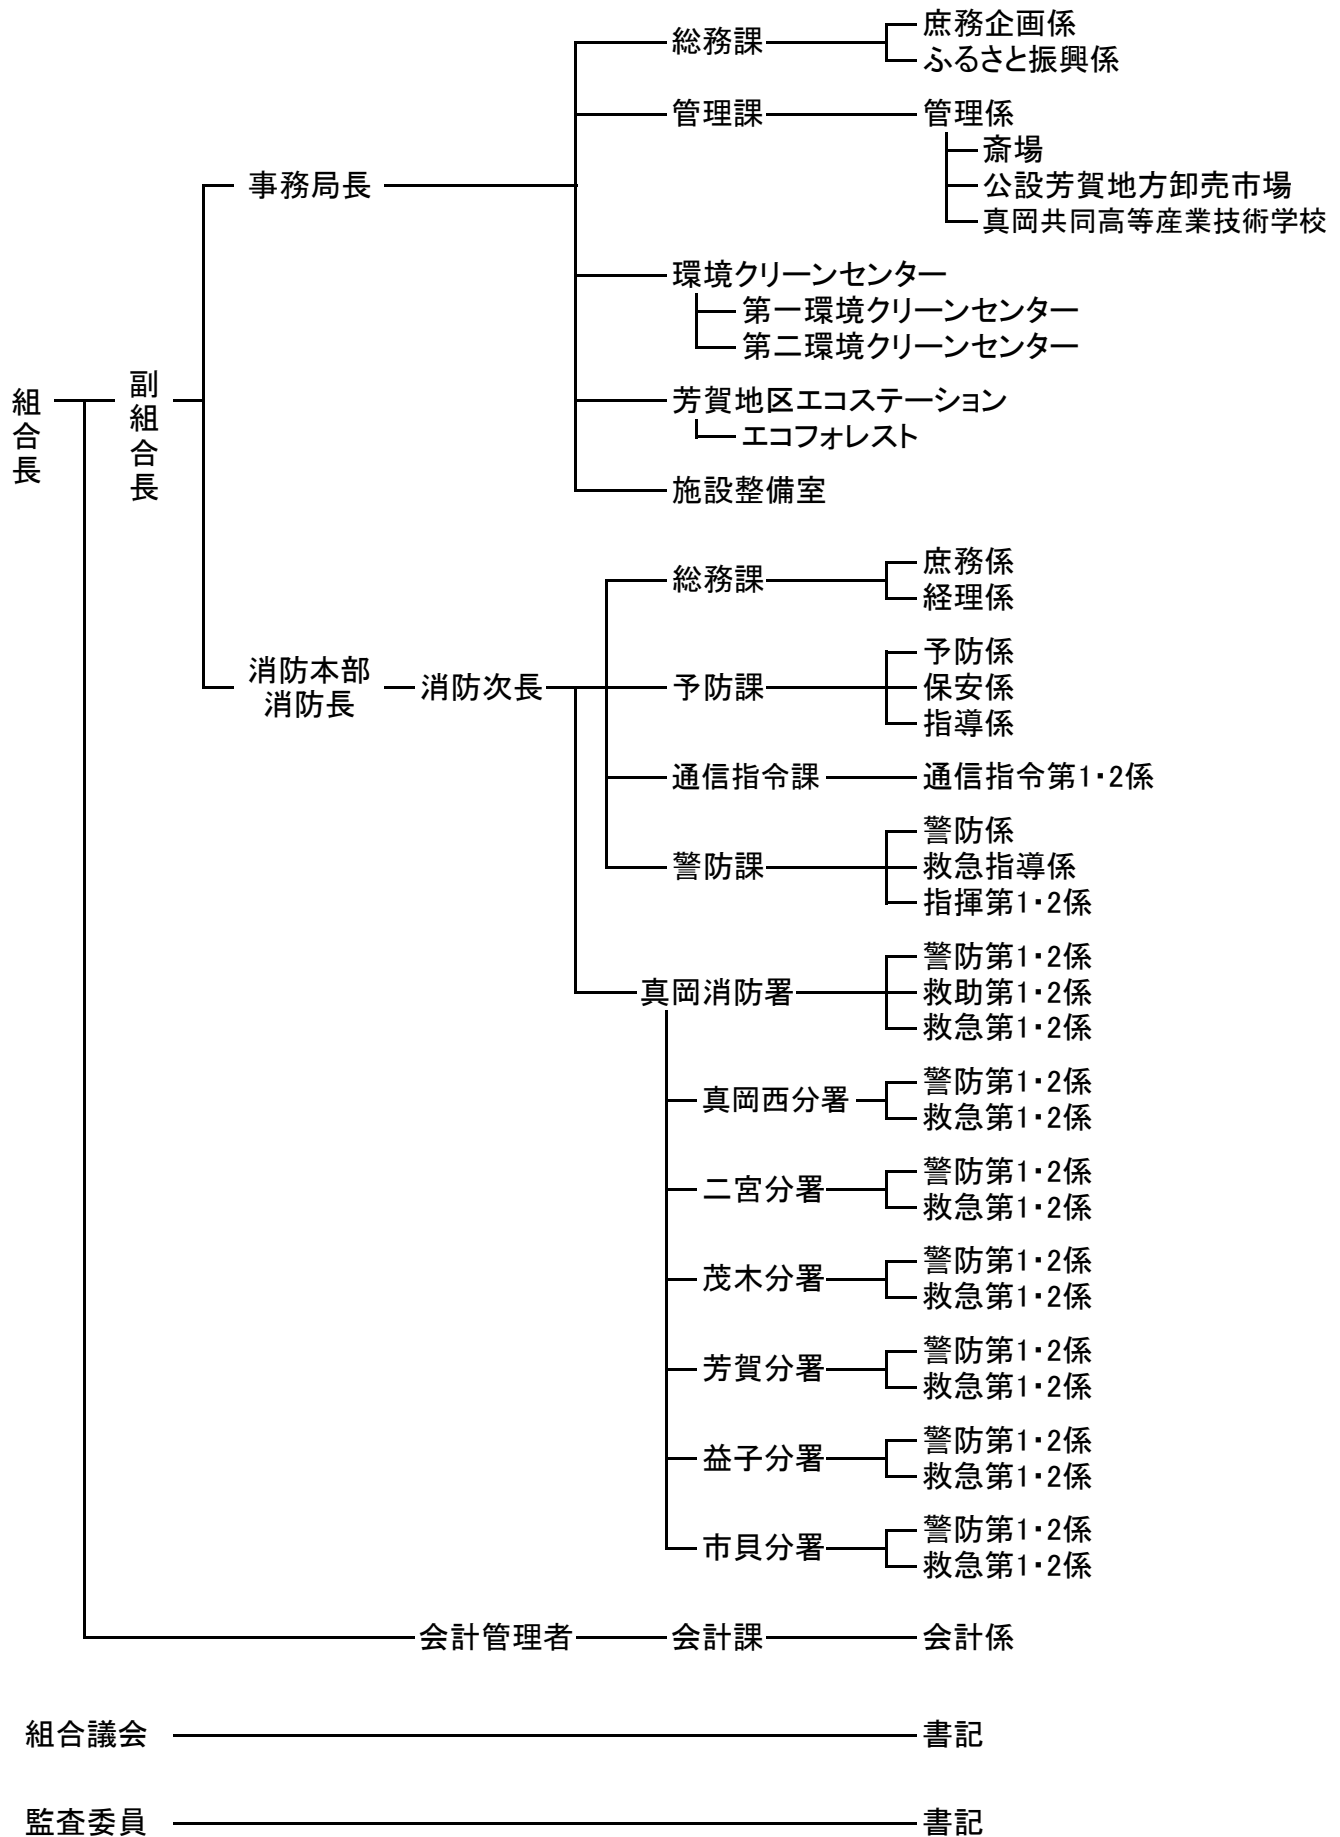 組合長
副組合長
事務局長
総務課
庶務企画係
ふるさと振興係
管理課
管理係
斎場
公設芳賀地方卸売市場
真岡共同高等産業技術学校
環境クリーンセンター
第一環境クリーンセンター
第二環境クリーンセンター
芳賀地区エコステーション
エコフォレスト
施設整備室
消防本部
消防長
消防次長
総務課
庶務係
経理係
予防課
予防係
保安係
指導係
通信指令課
通信指令第1・2係
警防課
警防係
救急指導係
指揮第1・2係
真岡消防署
警防第1・2係
救助第1・2係
救急第1・2係
真岡西分署
警防第1・2係
救急第1・2係
二宮分署
警防第1・2係
救急第1・2係
茂木分署
警防第1・2係
救急第1・2係
芳賀分署
警防第1・2係
救急第1・2係
益子分署
警防第1・2係
救急第1・2係
市貝分署
警防第1・2係
救急第1・2係
会計管理者
会計課
会計係
組合議会
書記
監査委員
書記